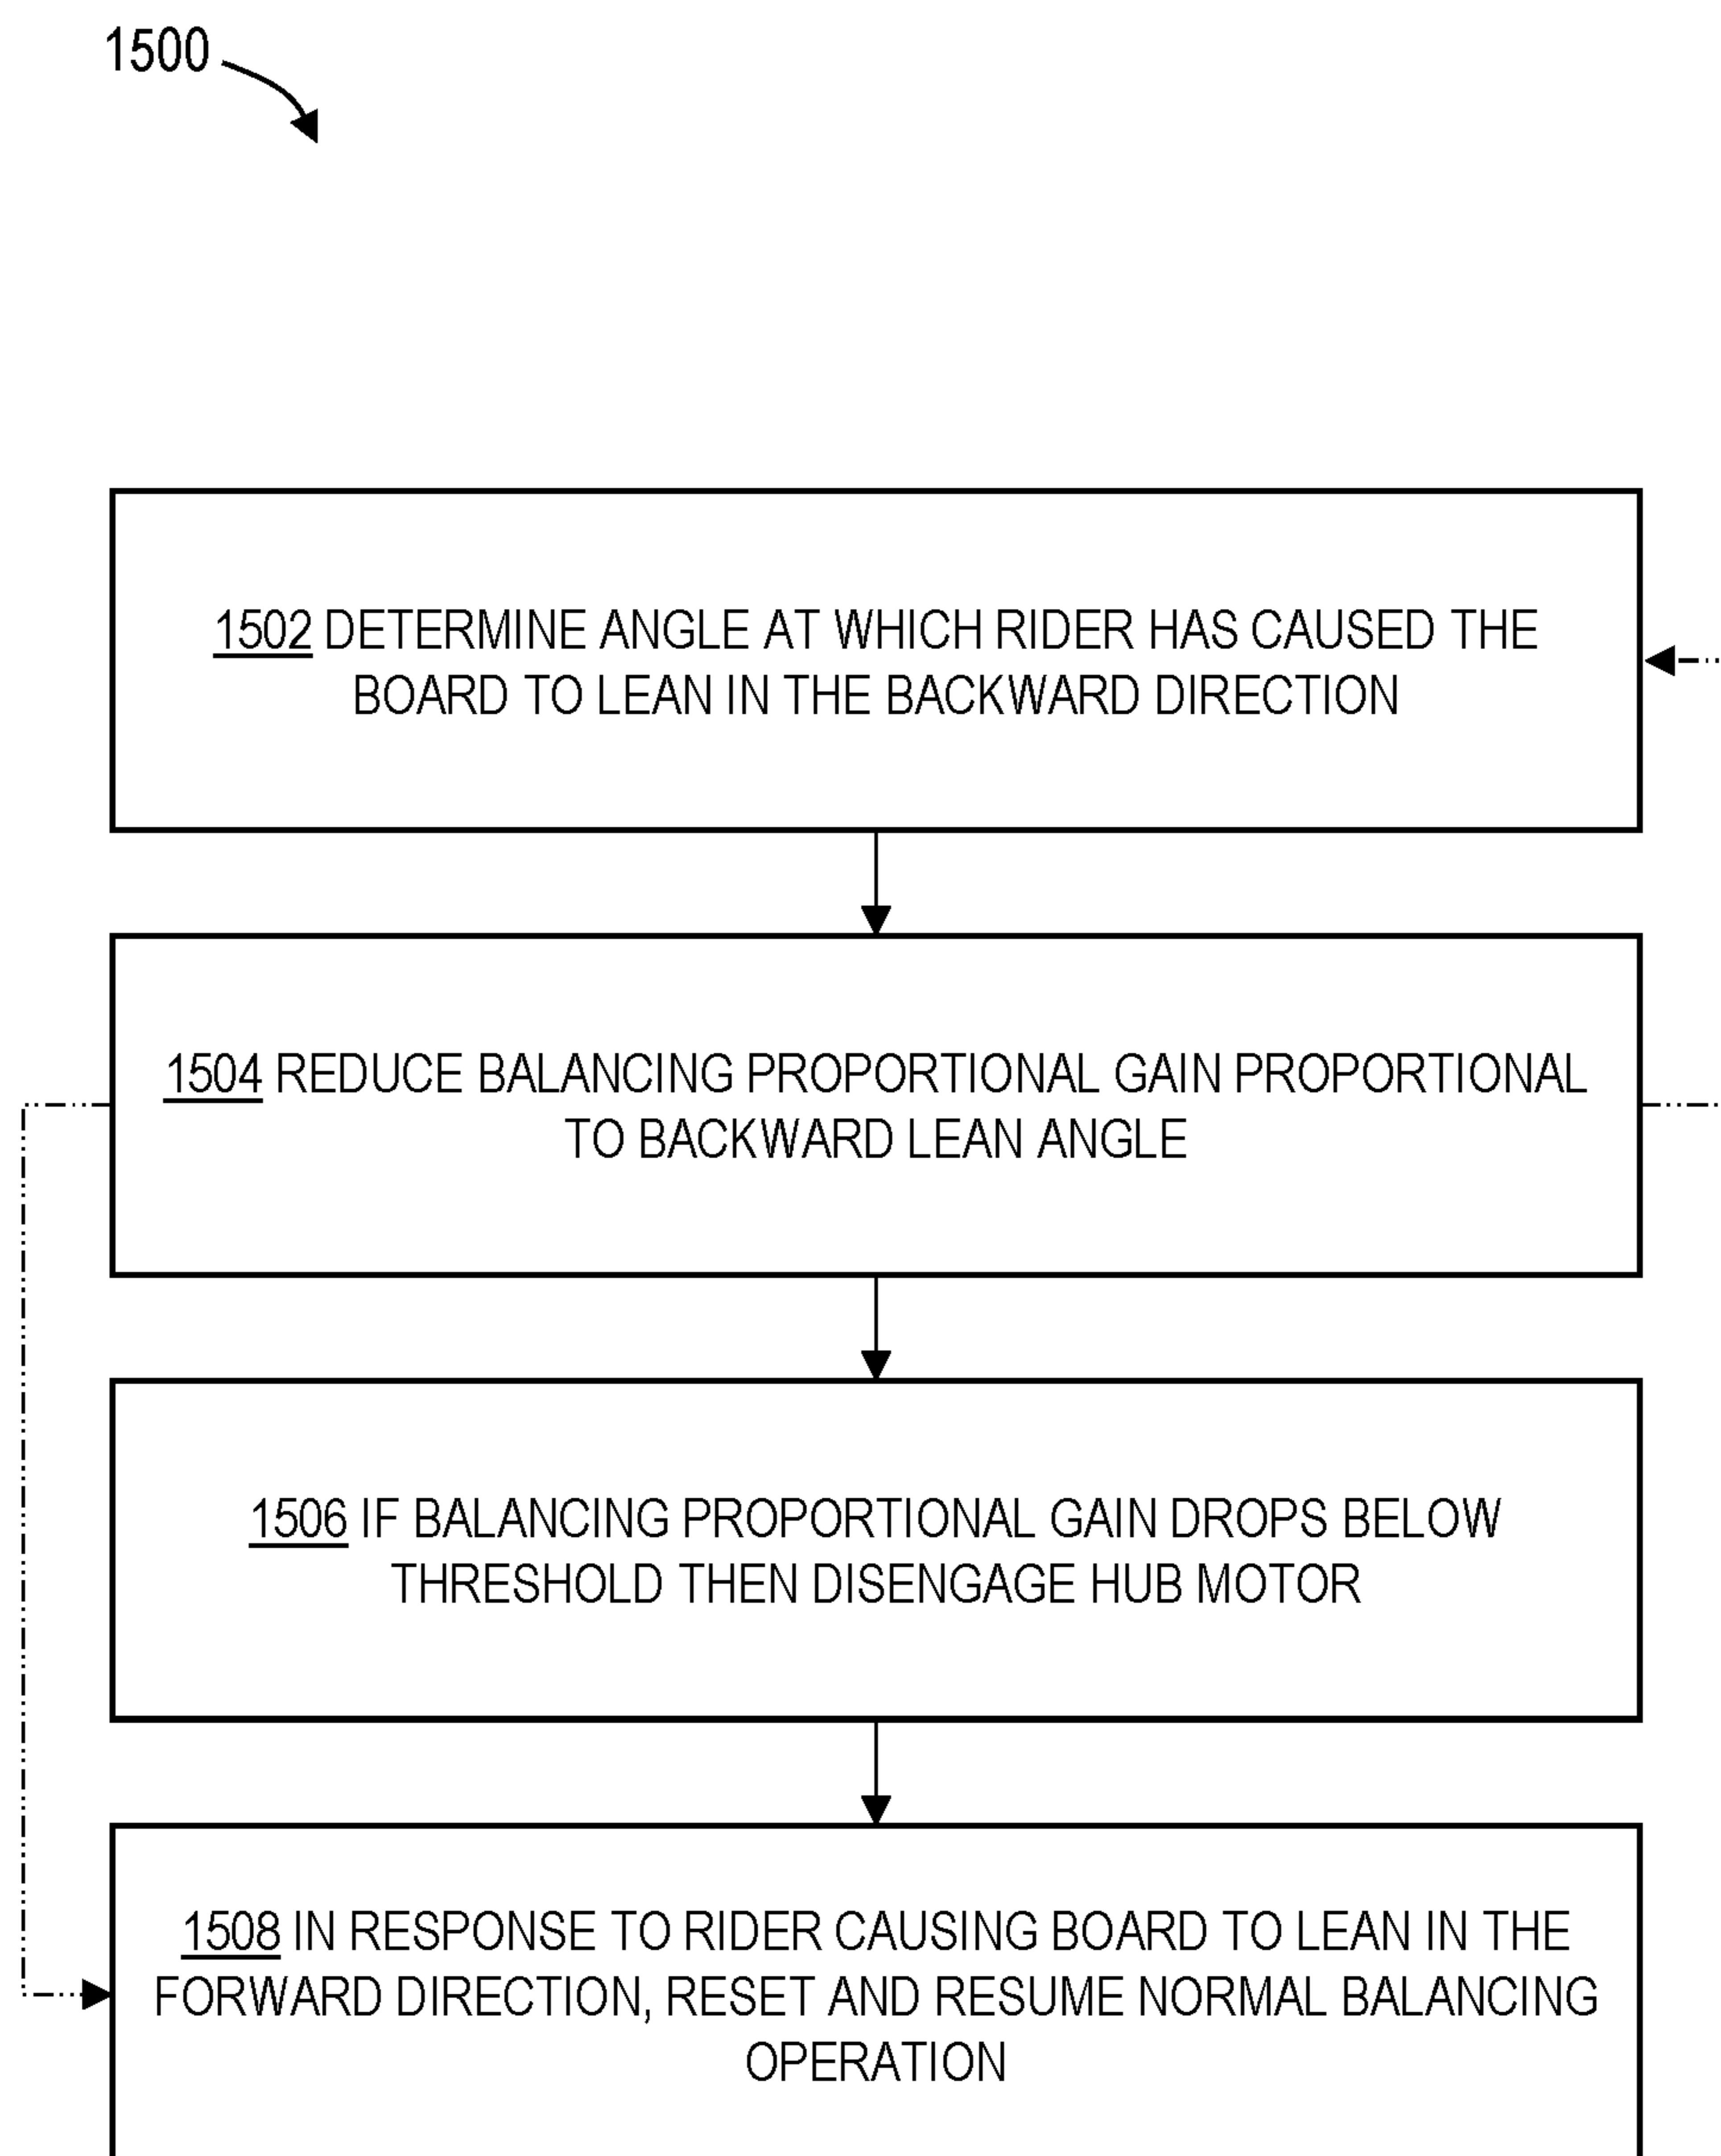 1500
1502 DETERMINE ANGLE AT WHICH RIDER HAS CAUSED THE
BOARD TO LEAN IN THE BACKWARD DIRECTION
1504 REDUCE BALANCING PROPORTIONAL GAIN PROPORTIONAL
TO BACKWARD LEAN ANGLE
1506 IF BALANCING PROPORTIONAL GAIN DROPS BELOW
THRESHOLD THEN DISENGAGE HUB MOTOR
1508 IN RESPONSE TO RIDER CAUSING BOARD TO LEAN IN THE
FORWARD DIRECTION, RESET AND RESUME NORMAL BALANCING
OPERATION